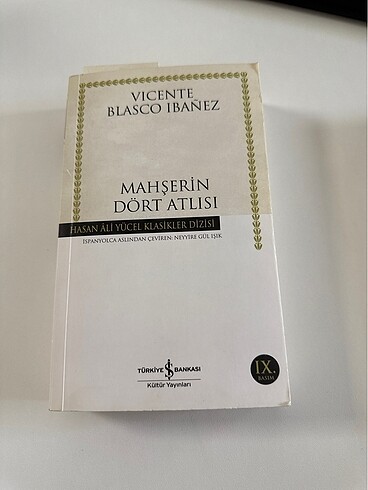 VICENTE
BLASCO IBAÑEZ
MAHŞERİN
DÖRT ATLISI
HASAN ÂLİ YÜCEL KLASİKLER DİZİSİ
İSPANYOLCA ASLINDAN ÇEVİREN: NEYYİRE GÜL IŞIK
TÜRKİYE İŞ BANKASI
Kültür Yayınları
IX.
BASIM